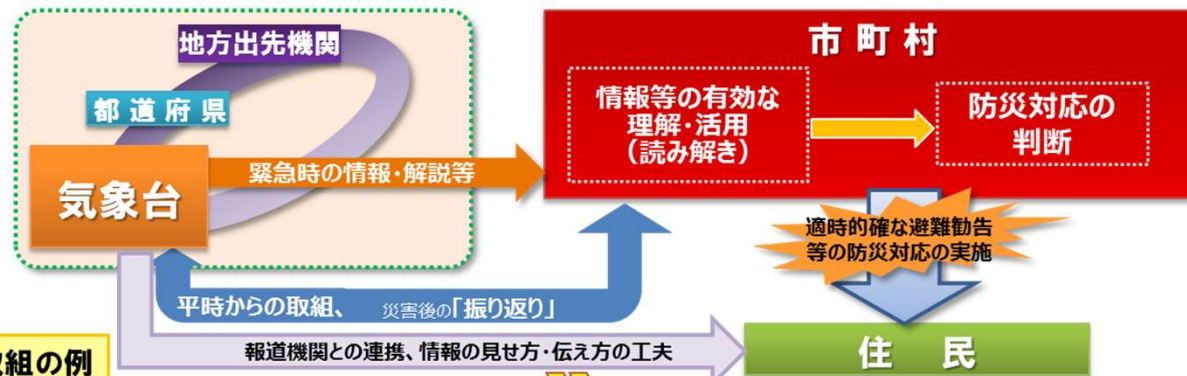 地方出先機関
都道府県
気象台
緊急時の情報・解説等
市町村
情報等の有効な
理解・活用
（読み解き）
防災対応の
判断
適時的確な避難勧告
等の防災対応の実施
平時からの取組、 災害後の「振り返り」
報道機関との連携、情報の見せ方・伝え方の工夫
住 民
組の例